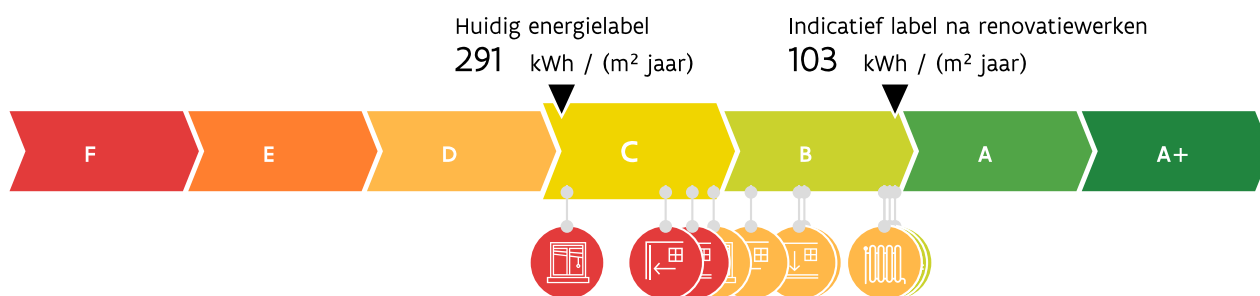 Huidig energielabel
291 kWh / (m² jaar)
Indicatief label na renovatiewerken
103 kWh / (m² jaar)
F E D C B A A+